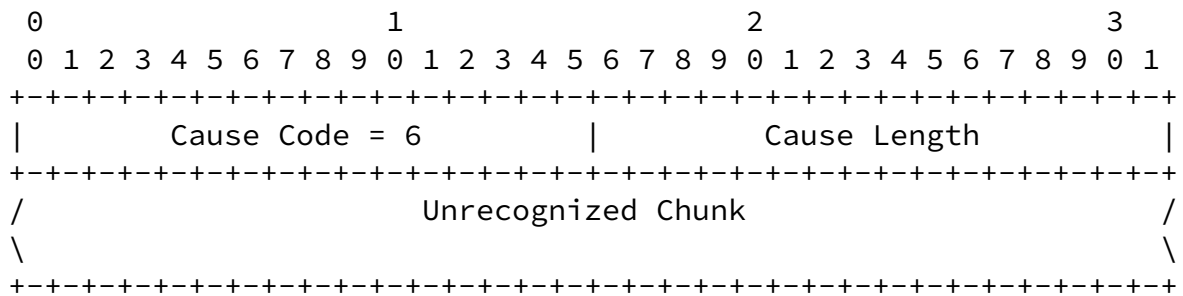 0                   1                   2                   3
 0 1 2 3 4 5 6 7 8 9 0 1 2 3 4 5 6 7 8 9 0 1 2 3 4 5 6 7 8 9 0 1
+-+-+-+-+-+-+-+-+-+-+-+-+-+-+-+-+-+-+-+-+-+-+-+-+-+-+-+-+-+-+-+-+
|        Cause Code = 6         |         Cause Length          |
+-+-+-+-+-+-+-+-+-+-+-+-+-+-+-+-+-+-+-+-+-+-+-+-+-+-+-+-+-+-+-+-+
/                      Unrecognized Chunk                       /
\                                                               \
+-+-+-+-+-+-+-+-+-+-+-+-+-+-+-+-+-+-+-+-+-+-+-+-+-+-+-+-+-+-+-+-+